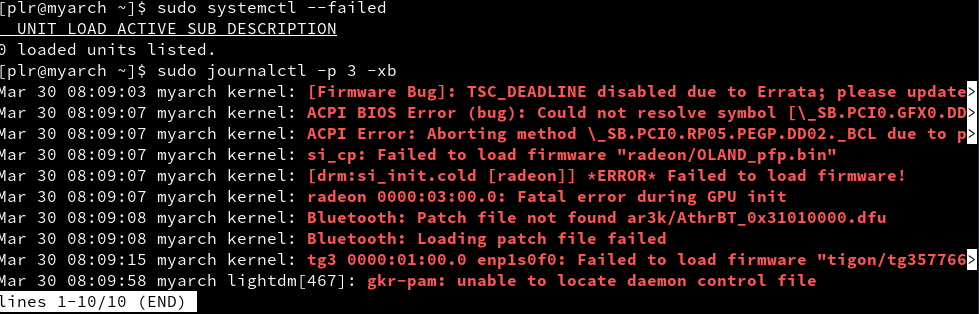 [plr@myarch ~]$ sudo systemctl --failed
UNIT LOAD ACTIVE SUB DESCRIPTION
0 loaded units listed.
[plr@myarch ~]$ sudo journalctl -p 3 -xb
Mar 30 08:09:03 myarch kernel: [Firmware Bug]: TSC_DEADLINE disabled due to Errata; please update>
Mar 30 08:09:07 myarch kernel: ACPI BIOS Error (bug): Could not resolve symbol [\_SB.PCI0.GFX0.DD>
Mar 30 08:09:07 myarch kernel: ACPI Error: Aborting method \_SB.PCI0.RP05.PEGP.DD02._BCL due to p>
Mar 30 08:09:07 myarch kernel: si_cp: Failed to load firmware "radeon/OLAND_pfp.bin"
Mar 30 08:09:07 myarch kernel: [drm:si_init.cold [radeon]] *ERROR* Failed to load firmware!
Mar 30 08:09:07 myarch kernel: radeon 0000:03:00.0: Fatal error during GPU init
Mar 30 08:09:08 myarch kernel: Bluetooth: Patch file not found ar3k/AthrBT_0x31010000.dfu
Mar 30 08:09:08 myarch kernel: Bluetooth: Loading patch file failed
Mar 30 08:09:15 myarch kernel: tg3 0000:01:00.0 enp1s0f0: Failed to load firmware "tigon/tg357766>
Mar 30 08:09:58 myarch lightdm[467]: gkr-pam: unable to locate daemon control file
lines 1-10/10 (END)